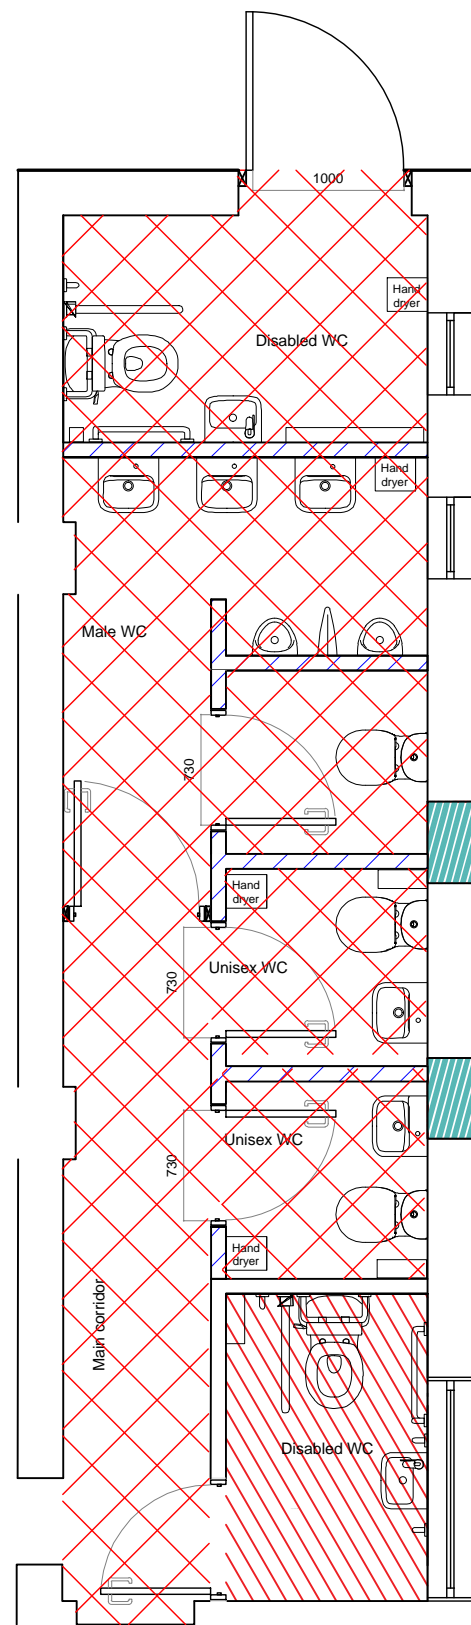 1000
Hand
dryer
Disabled WC
Hand
dryer
Male WC
730
Hand
dryer
Unisex WC
730
Unisex WC
730
Hand
dryer
Main corridor
Disabled WC